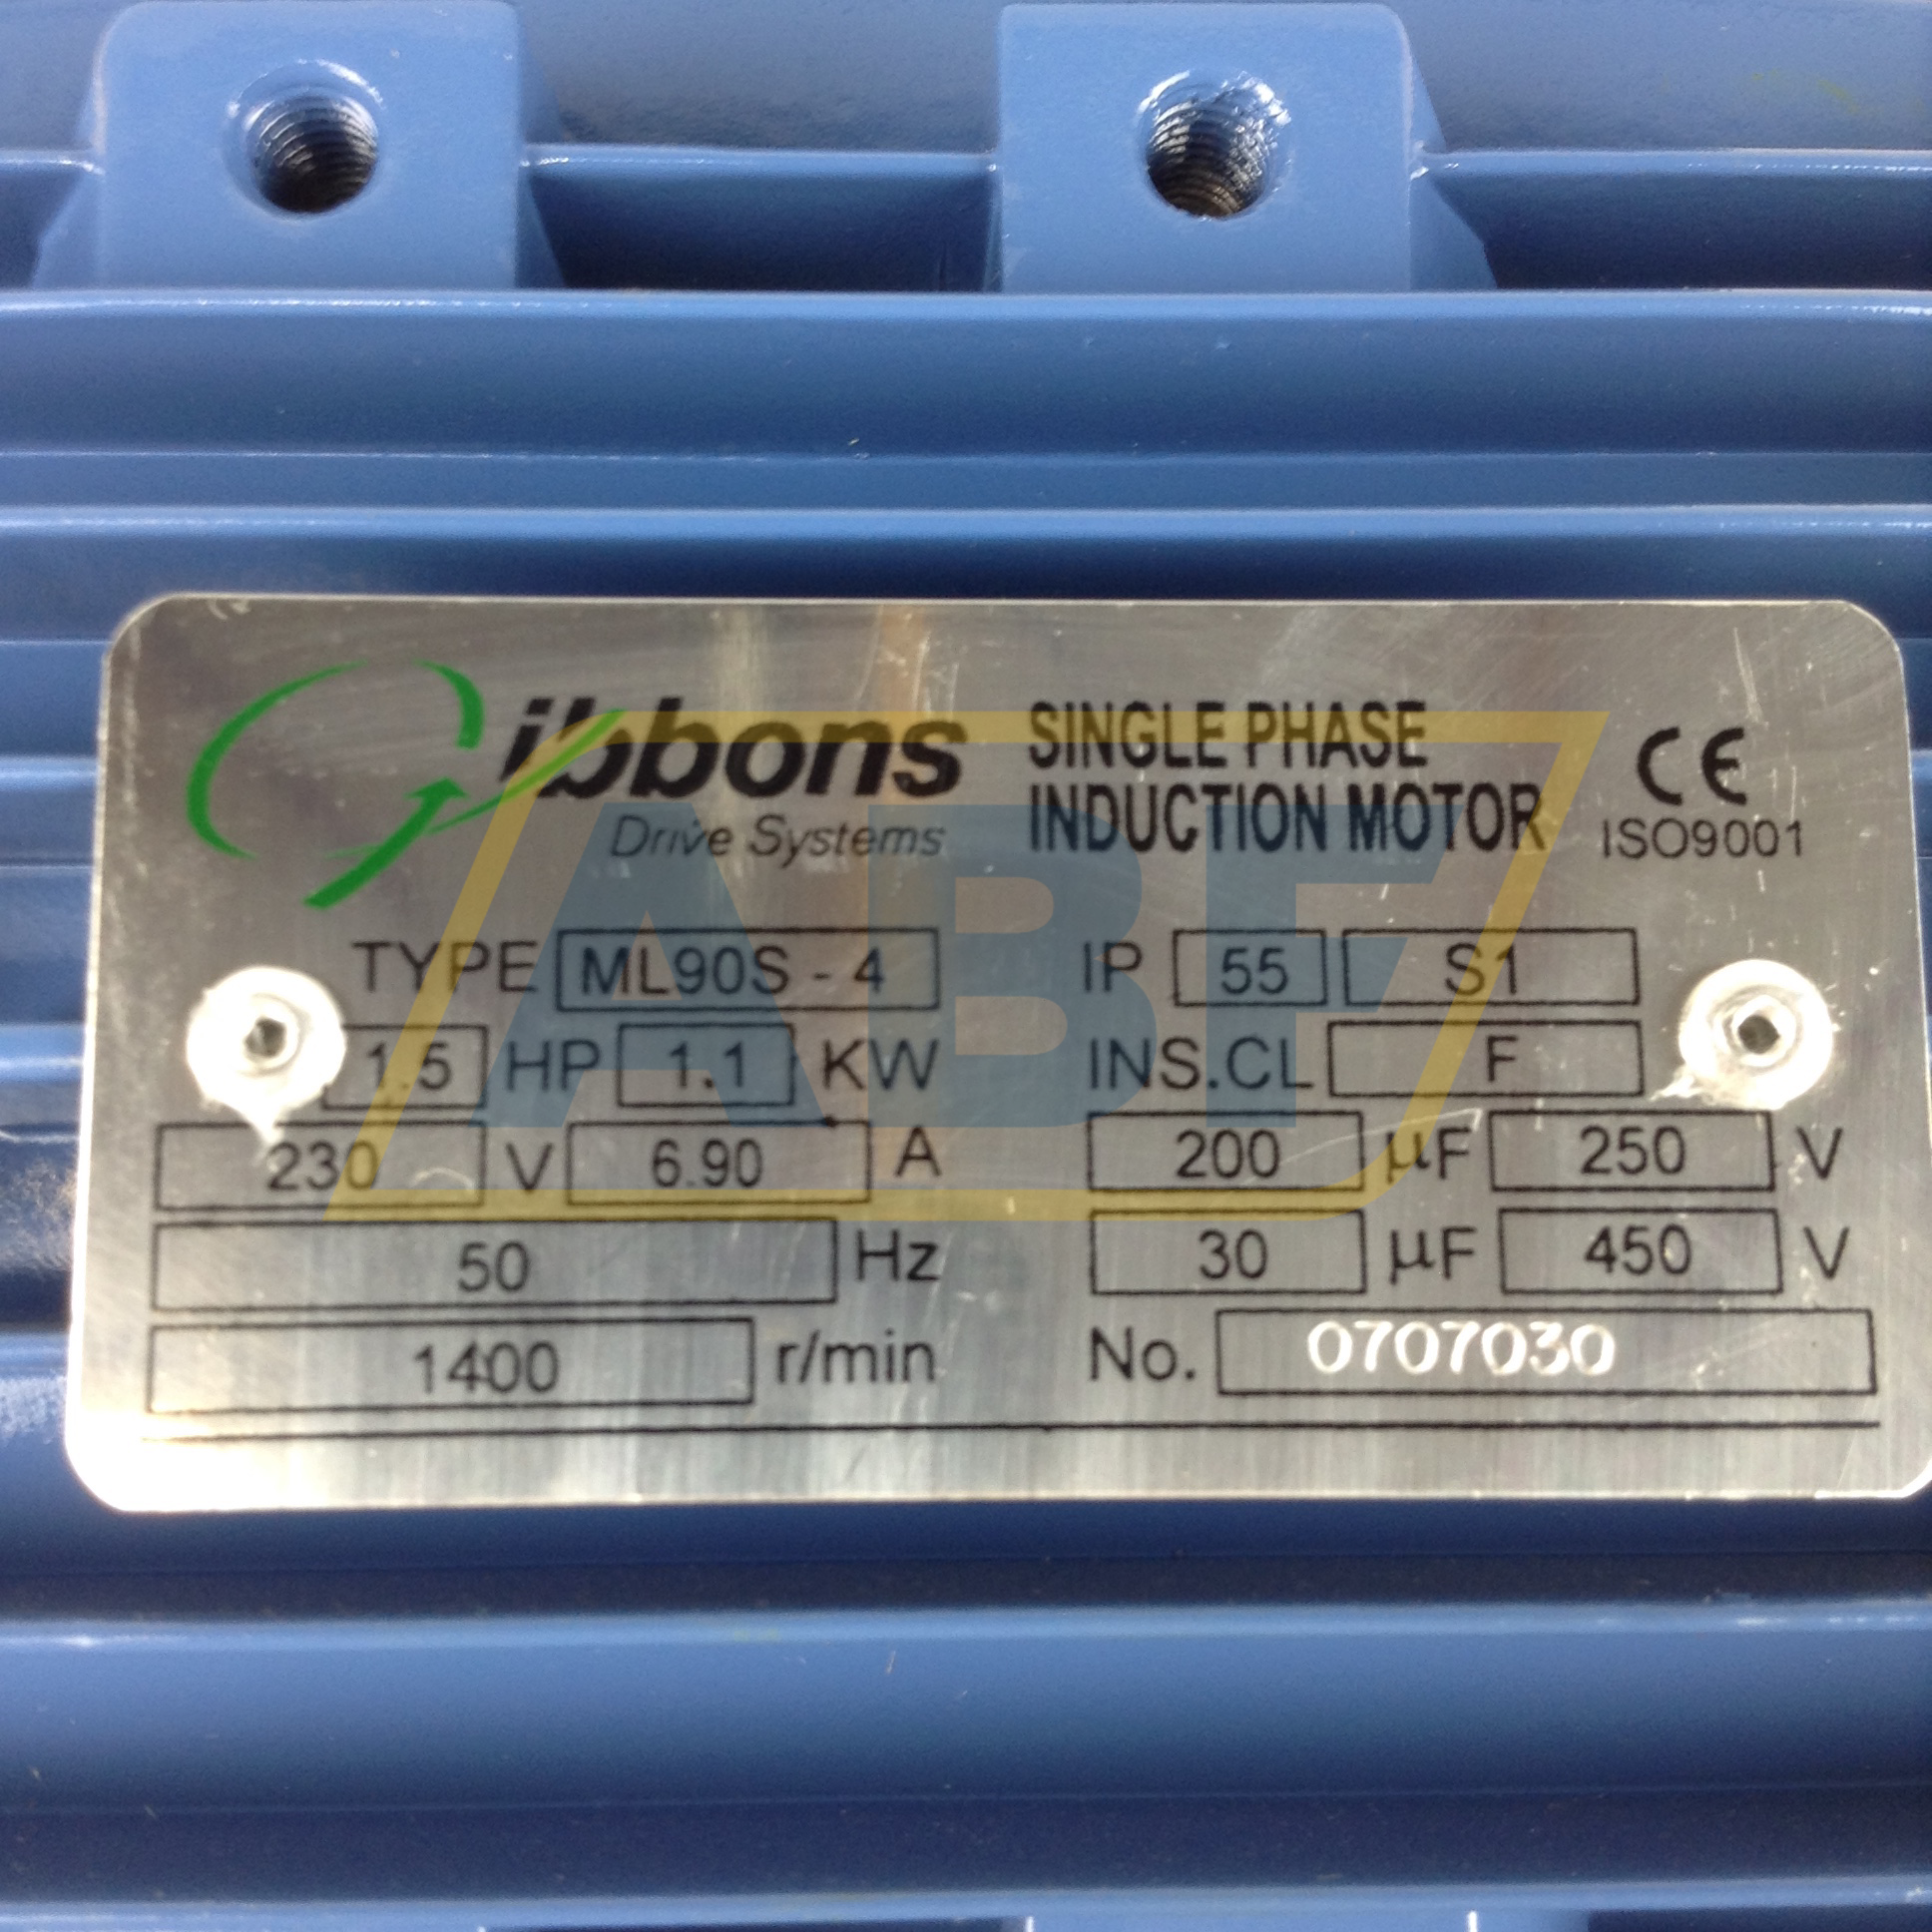 Gibbons
Drive Systems
SINGLE PHASE
INDUCTION MOTOR
CE
ISO9001
TYPE ML90S - 4
1.5 HP 1.1 KW
230 V 6.90 A
50 Hz
1400 r/min
IP 55 S1
INS.CL F
200 µF 250 V
30 µF 450 V
No. 0707030
ABF